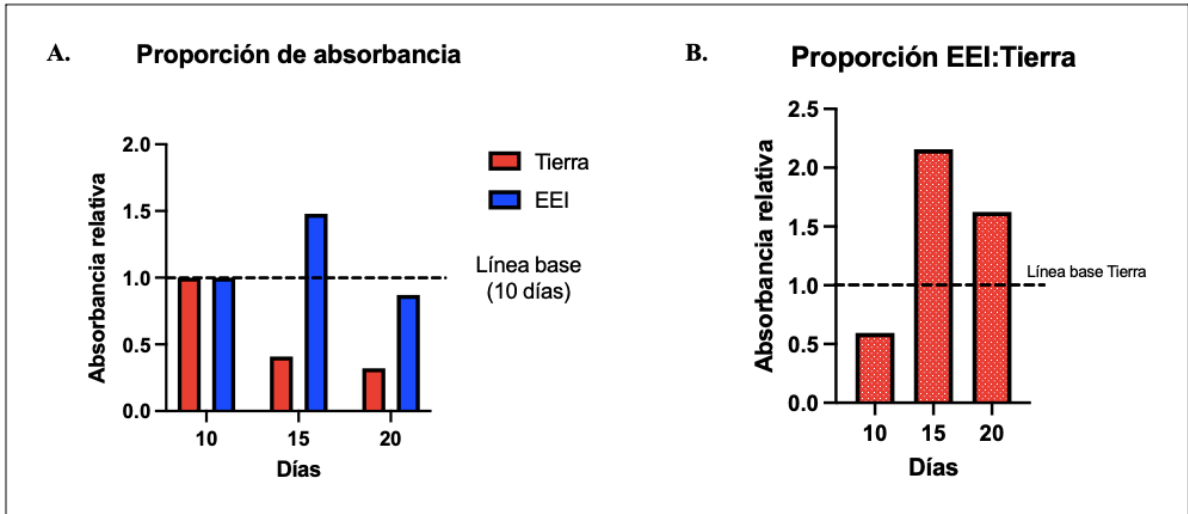 A.
Proporción de absorbancia
Absorbancia relativa
2.0
1.5
1.0
0.5
0.0
10
15
20
Días
Tierra
EEI
Línea base
(10 días)
B.
Proporción EEI:Tierra
Absorbancia relativa
2.5
2.0
1.5
1.0
0.5
0.0
10
15
20
Días
Línea base Tierra